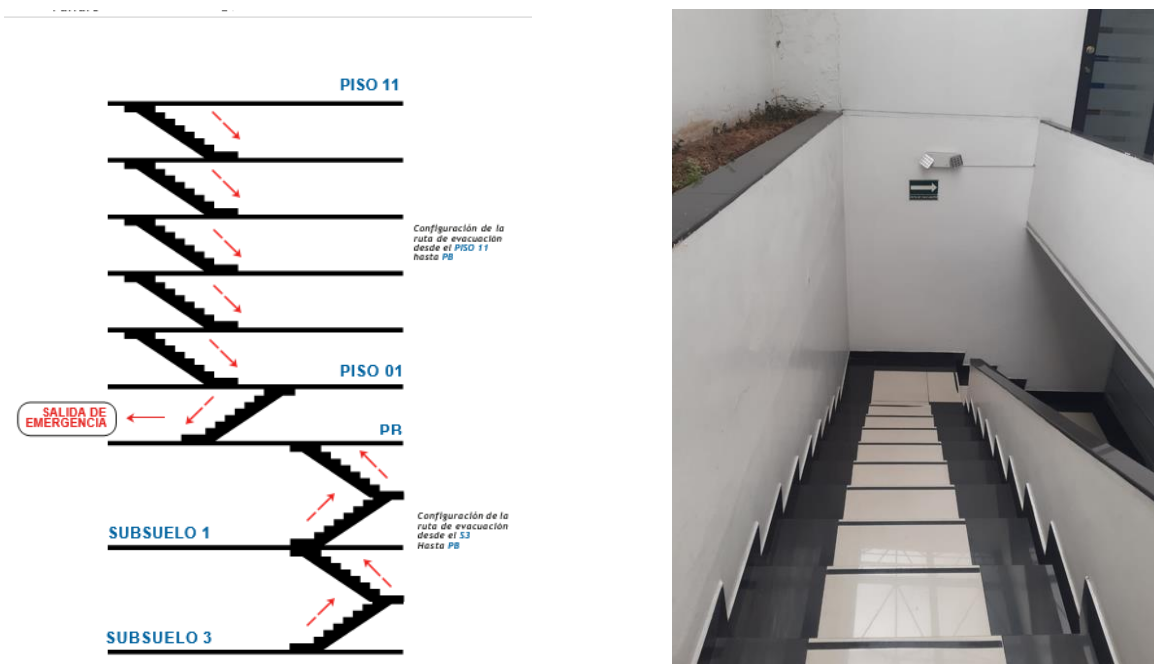 PISO 11
Configuración de la
ruta de evacuación
desde el PISO 11
hasta PB
PISO 01
SALIDA DE
EMERGENCIA
PB
Configuración de la
ruta de evacuación
desde el S3
Hasta PB
SUBSUELO 1
SUBSUELO 3